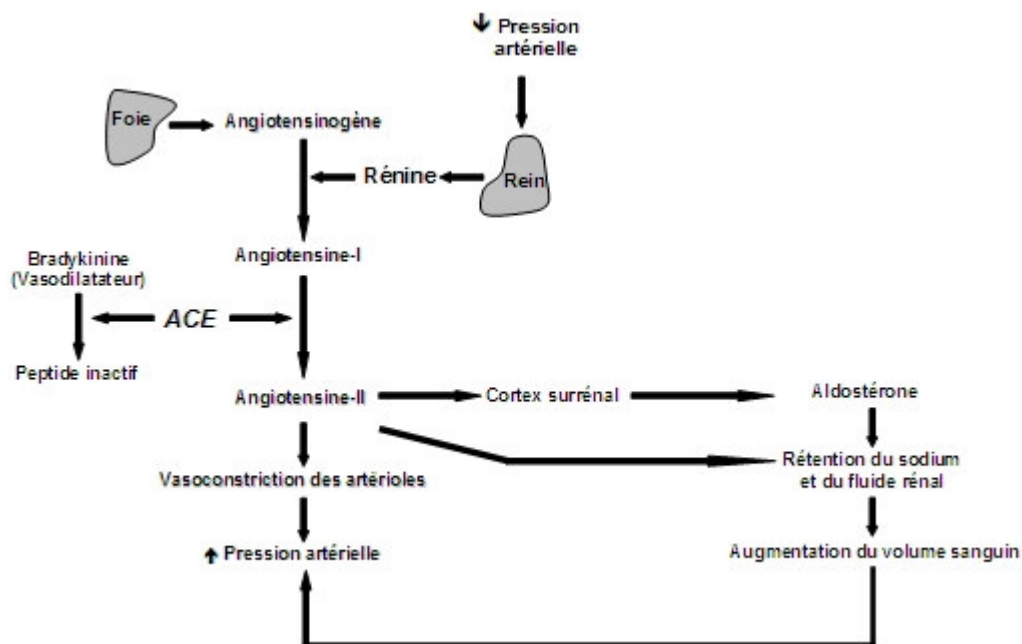 ↓ Pression
artérielle
Foie
Angiotensinogène
Rénine
Rein
Angiotensine-I
Bradykinine
(Vasodilatateur)
ACE
Peptide inactif
Angiotensine-II
Cortex surrénal
Aldostérone
Vasoconstriction des artérioles
Rétention du sodium
et du fluide rénal
↑ Pression artérielle
Augmentation du volume sanguin